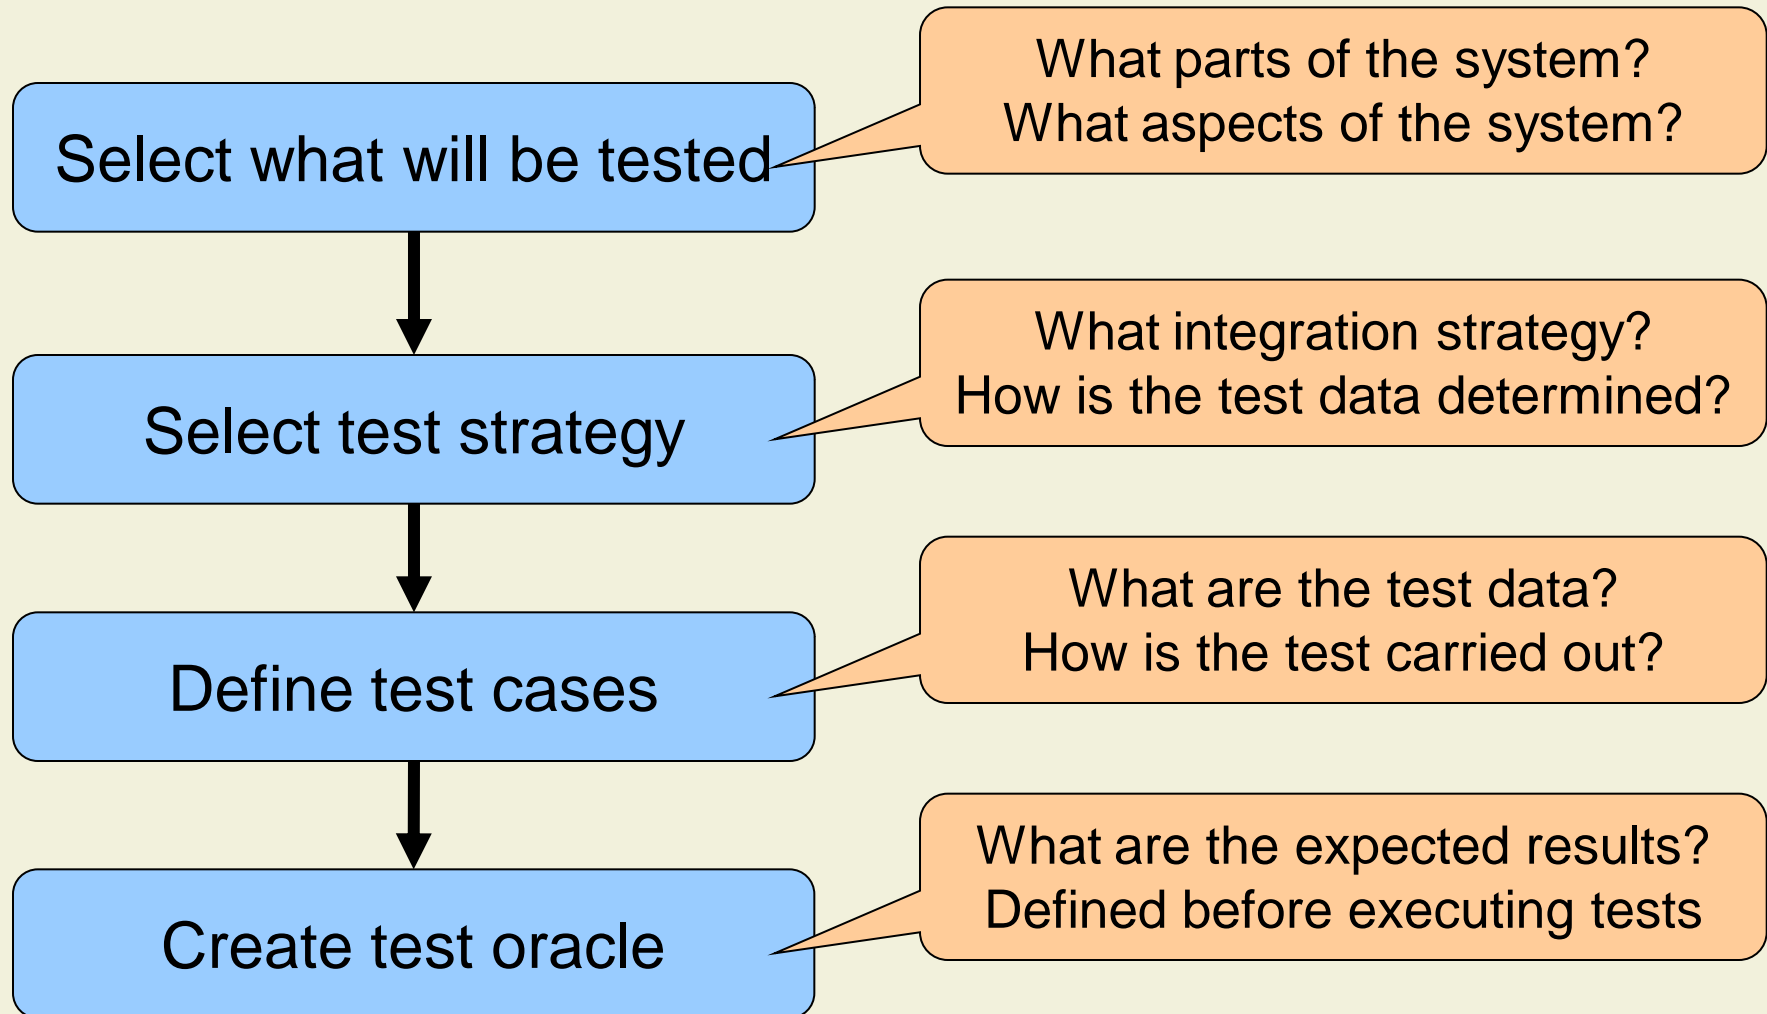 Select what will be tested
What parts of the system?
What aspects of the system?
Select test strategy
What integration strategy?
How is the test data determined?
Define test cases
What are the test data?
How is the test carried out?
Create test oracle
What are the expected results?
Defined before executing tests